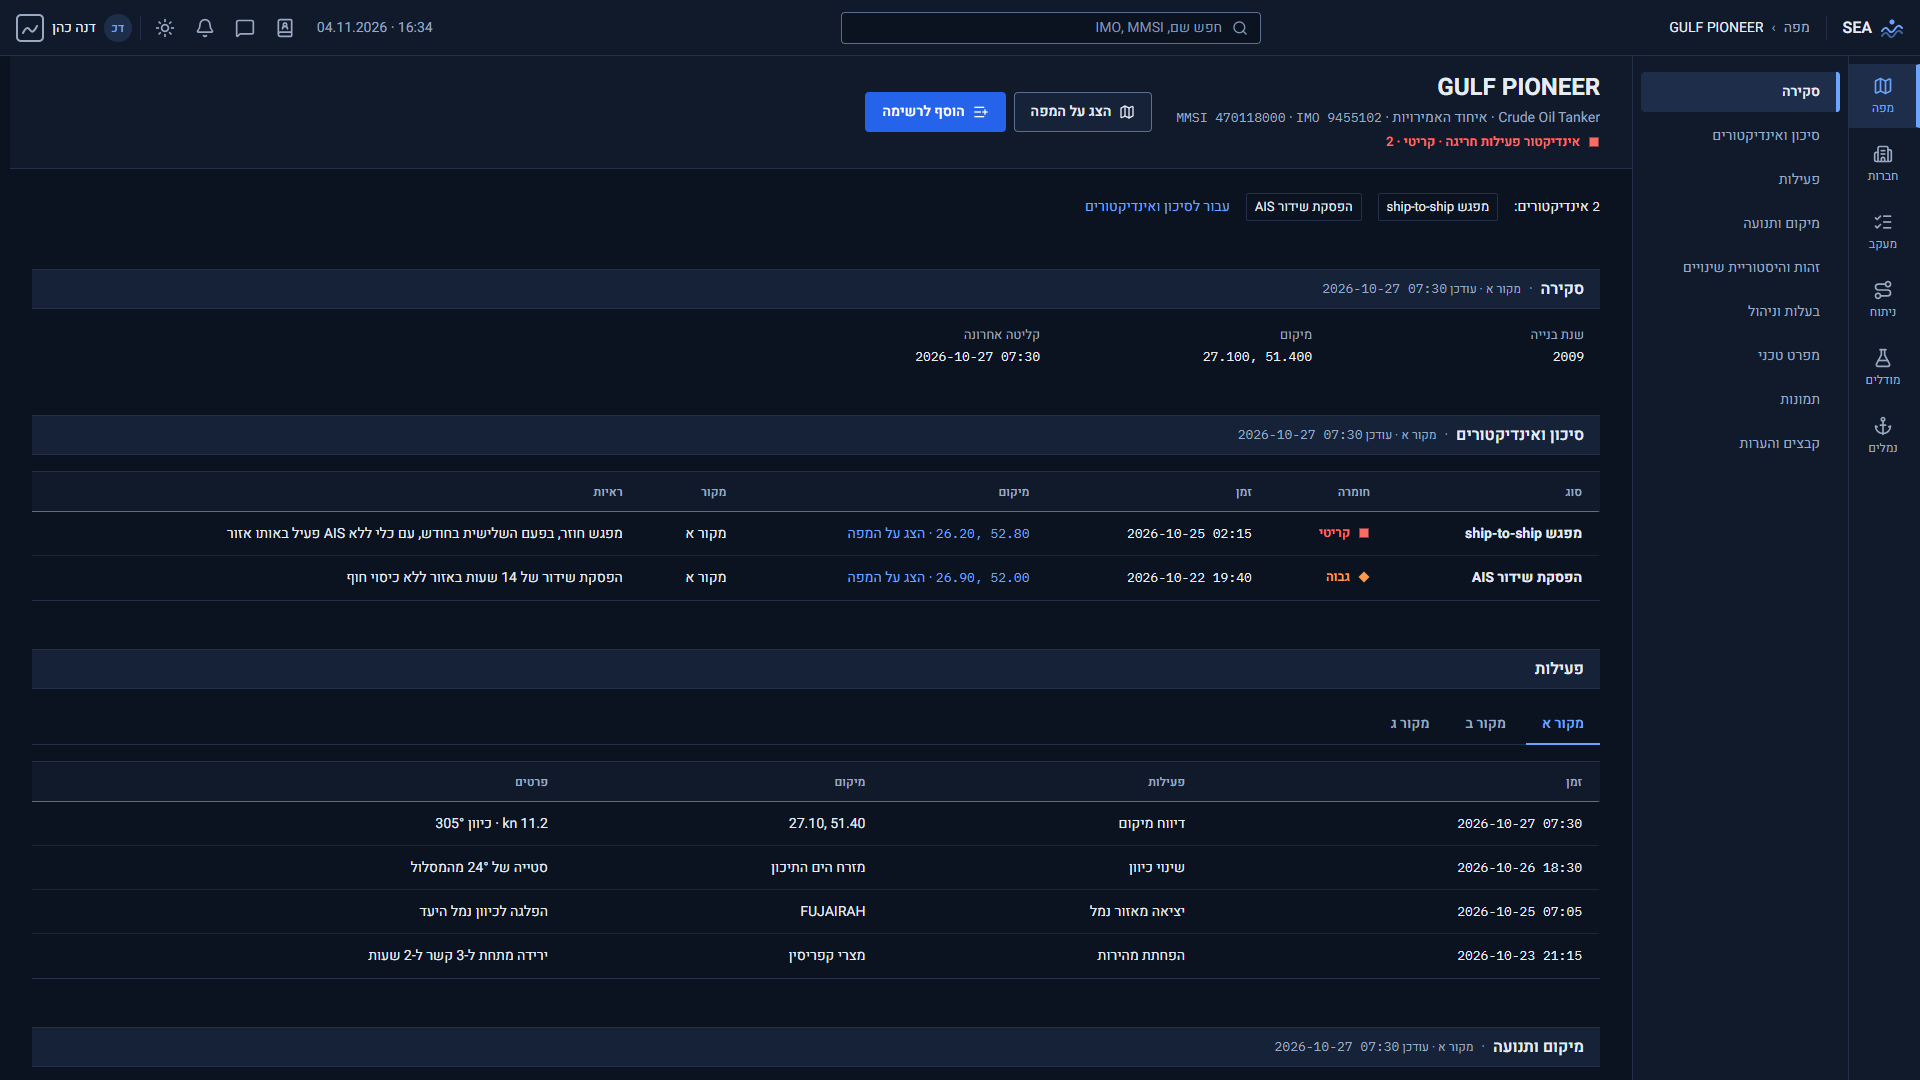 SEA
מפה › GULF PIONEER
חפש שם, IMO, MMSI
04.11.2026 · 16:34
דכ דנה כהן
מפה
חברות
מעקב
ניתוח
מודלים
נמלים
סקירה
סיכון ואינדיקטורים
פעילות
מיקום ותנועה
זהות והיסטוריית שינויים
בעלות וניהול
מפרט טכני
תמונות
קבצים והערות
GULF PIONEER
Crude Oil Tanker · איחוד האמירויות · IMO 9455102 · MMSI 470118000
אינדיקטור פעילות חריגה · קריטי · 2
הצג על המפה
הוסף לרשימה
2 אינדיקטורים: מפגש ship-to-ship הפסקת שידור AIS עבור לסיכון ואינדיקטורים
סקירה · מקור א · עודכן 2026-10-27 07:30
שנת בנייה מיקום קליטה אחרונה
2009 27.100, 51.400 2026-10-27 07:30
סיכון ואינדיקטורים · מקור א · עודכן 2026-10-27 07:30
סוג חומרה זמן מיקום מקור ראיות
מפגש ship-to-ship קריטי 2026-10-25 02:15 26.20, 52.80 · הצג על המפה מקור א מפגש חוזר, בפעם השלישית בחודש, עם כלי ללא AIS פעיל באותו אזור
הפסקת שידור AIS גבוה 2026-10-22 19:40 26.90, 52.00 · הצג על המפה מקור א הפסקת שידור של 14 שעות באזור ללא כיסוי חוף
פעילות
מקור א מקור ב מקור ג
זמן פעילות מיקום פרטים
2026-10-27 07:30 דיווח מיקום 27.10, 51.40 11.2 kn · כיוון 305°
2026-10-26 18:30 שינוי כיוון מזרח הים התיכון סטייה של 24° מהמסלול
2026-10-25 07:05 יציאה מאזור נמל FUJAIRAH הפלגה לכיוון נמל היעד
2026-10-23 21:15 הפחתת מהירות מצרי קפריסין ירידה מתחת ל-3 קשר ל-2 שעות
מיקום ותנועה · מקור א · עודכן 2026-10-27 07:30